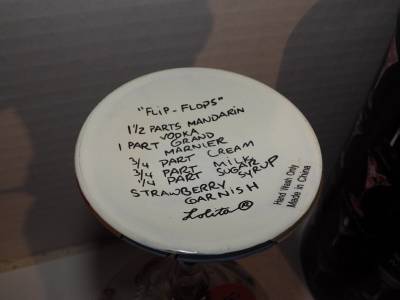 "FLIP-FLOPS"
1 1/2 PARTS MANDARIN
VODKA
1 PART GRAND
MARNIER
3/4 PART CREAM
3/4 PART MILK
1/4 PART SUGAR
SYRUP
STRAWBERRY
GARNISH
Lolita®
Hand Wash Only
Made in China